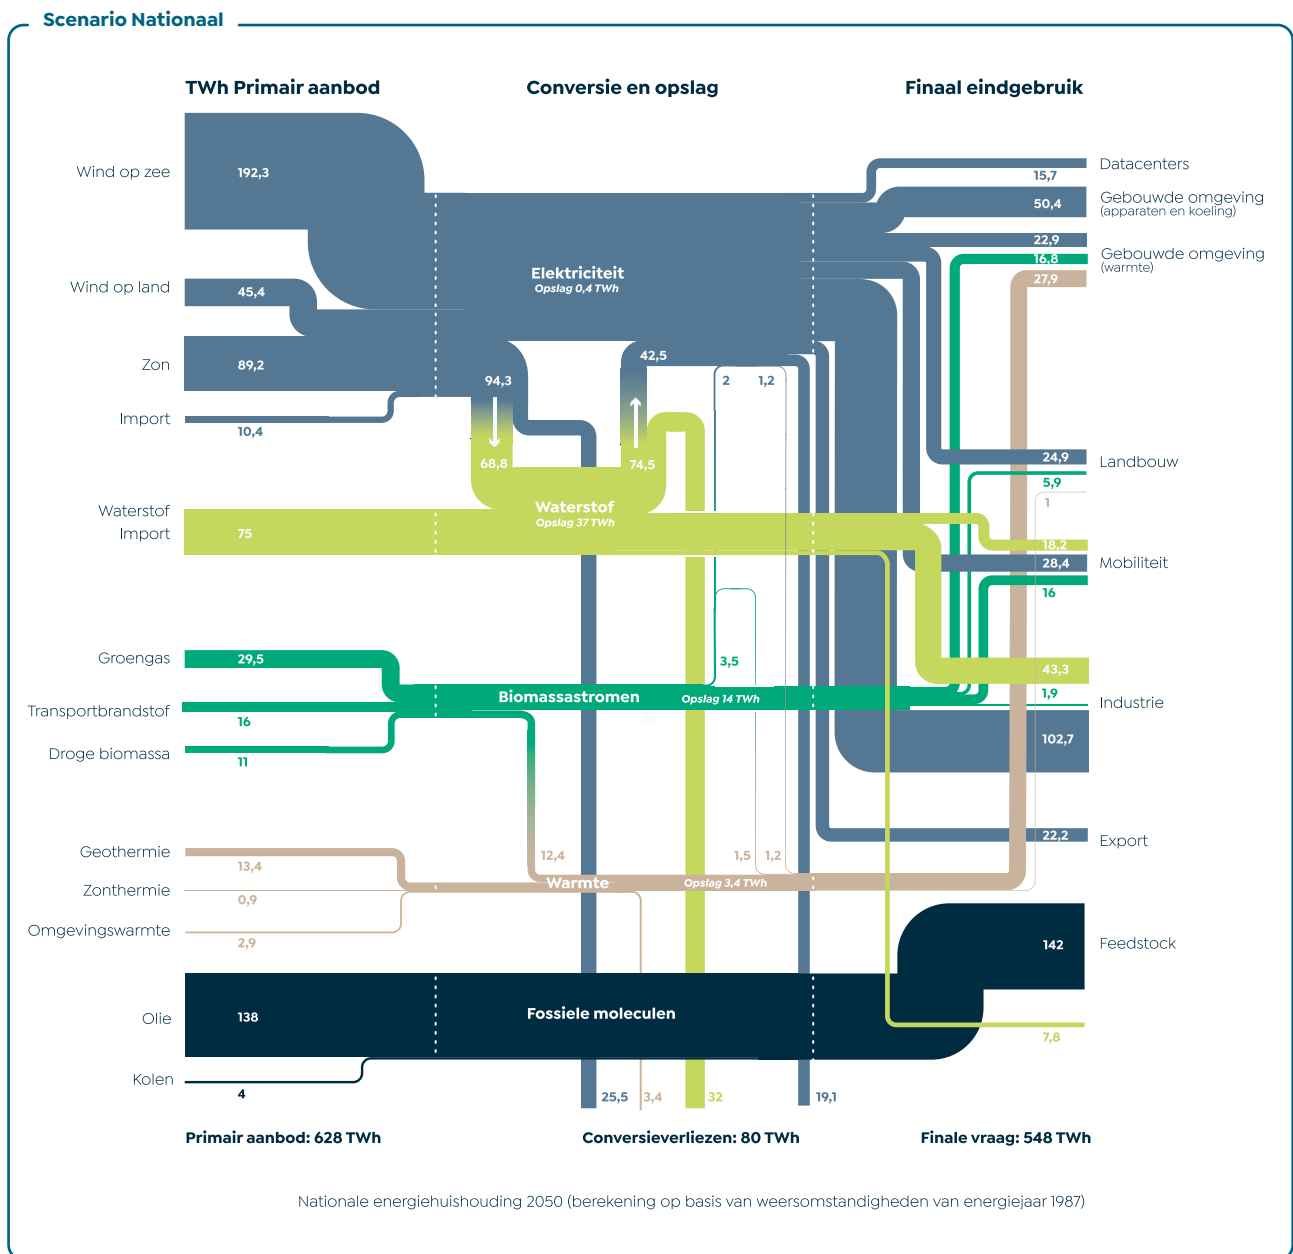 Scenario Nationaal
TWh Primair aanbod
Conversie en opslag
Finaal eindgebruik
Wind op zee
192,3
Wind op land
45,4
Zon
89,2
Import
10,4
Waterstof
Import
75
Groengas
29,5
Transportbrandstof
16
Droge biomassa
11
Geothermie
13,4
Zonthermie
0,9
Omgevingswarmte
2,9
Olie
138
Kolen
4
Elektriciteit
Opslag 0,4 TWh
94,3
42,5
2
1,2
68,8
74,5
Waterstof
Opslag 37 TWh
3,5
Biomassastromen
Opslag 14 TWh
12,4
1,5
1,2
Warmte
Opslag 3,4 TWh
Fossiele moleculen
25,5
3,4
32
19,1
Datacenters
15,7
50,4
Gebouwde omgeving
(apparaten en koeling)
22,9
16,8
Gebouwde omgeving
(warmte)
27,9
24,9
Landbouw
5,9
1
18,2
28,4
Mobiliteit
16
43,3
1,9
Industrie
102,7
22,2
Export
142
Feedstock
7,8
Primair aanbod: 628 TWh
Conversieverliezen: 80 TWh
Finale vraag: 548 TWh
Nationale energiehuishouding 2050 (berekening op basis van weersomstandigheden van energiejaar 1987)